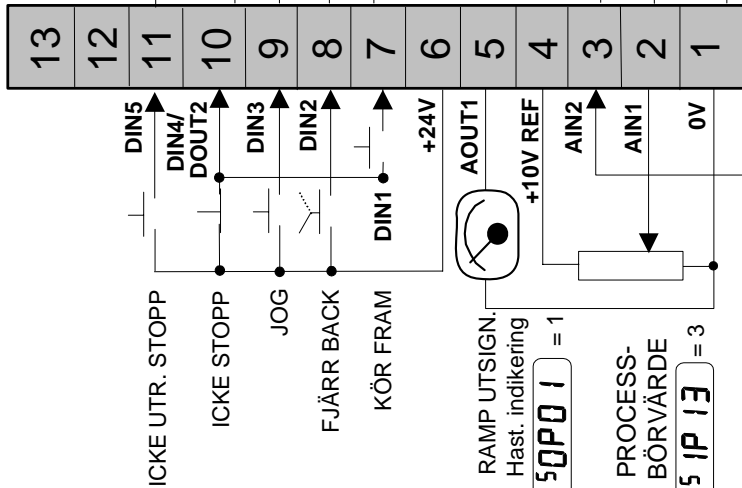 13 12 11 10 9 8 7 6 5 4 3 2 1
DIN5
DIN4/
DOUT2
DIN3
DIN2
DIN1
+24V
AOUT1
+10V REF
AIN2
AIN1
0V
ICKE UTR. STOPP
ICKE STOPP
JOG
FJÄRR BACK
KÖR FRAM
RAMP UTSIGN.
Hast. indikering
SOP01 = 1
PROCESS-
BÖRVÄRDE
SIP13 = 3